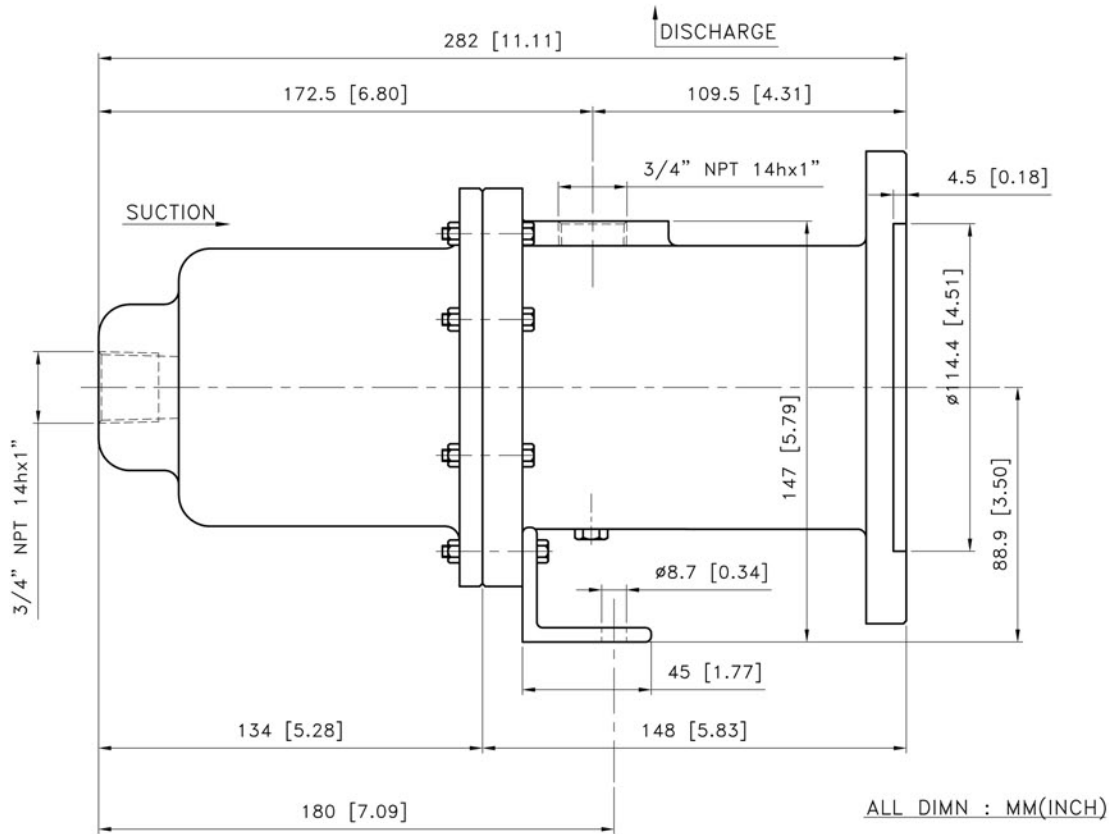 DISCHARGE
282 [11.11]
172.5 [6.80]
109.5 [4.31]
3/4” NPT 14hx1”
4.5 [0.18]
SUCTION
ø114.4 [4.51]
147 [5.79]
88.9 [3.50]
3/4” NPT 14hx1”
ø8.7 [0.34]
45 [1.77]
134 [5.28]
148 [5.83]
180 [7.09]
ALL DIMN : MM(INCH)